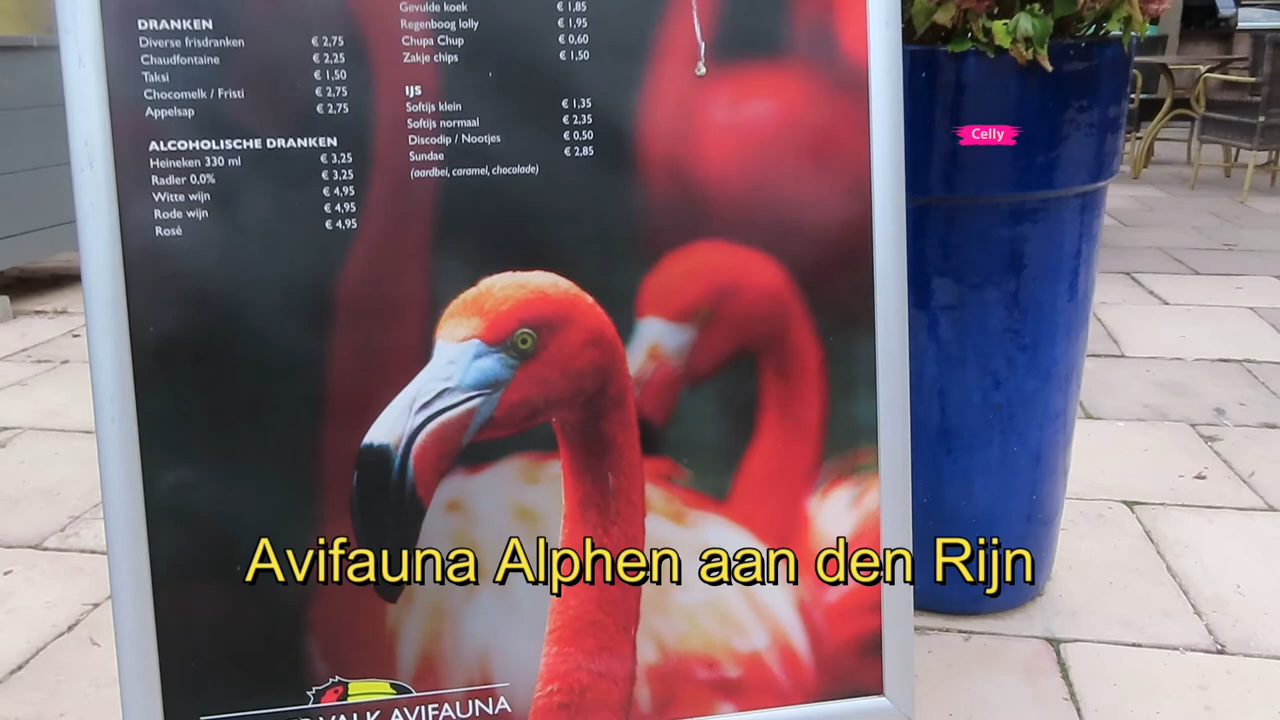 DRANKEN
Diverse frisdranken € 2,75
Chaudfontaine € 2,25
Taksi € 1,50
Chocomelk / Fristi € 2,75
Appelsap € 2,75
ALCOHOLISCHE DRANKEN
Heineken 330 ml € 3,25
Radler 0,0% € 3,25
Witte wijn € 4,95
Rode wijn € 4,95
Rosé € 4,95
Gevulde koek € 1,85
Regenboog lolly € 1,95
Chupa Chup € 0,60
Zakje chips € 1,50
IJS
Softijs klein € 1,35
Softijs normaal € 2,35
Discodip / Nootjes € 0,50
Sundae € 2,85
(aardbei, caramel, chocolade)
Celly
Avifauna Alphen aan den Rijn
VALK AVIFAUNA